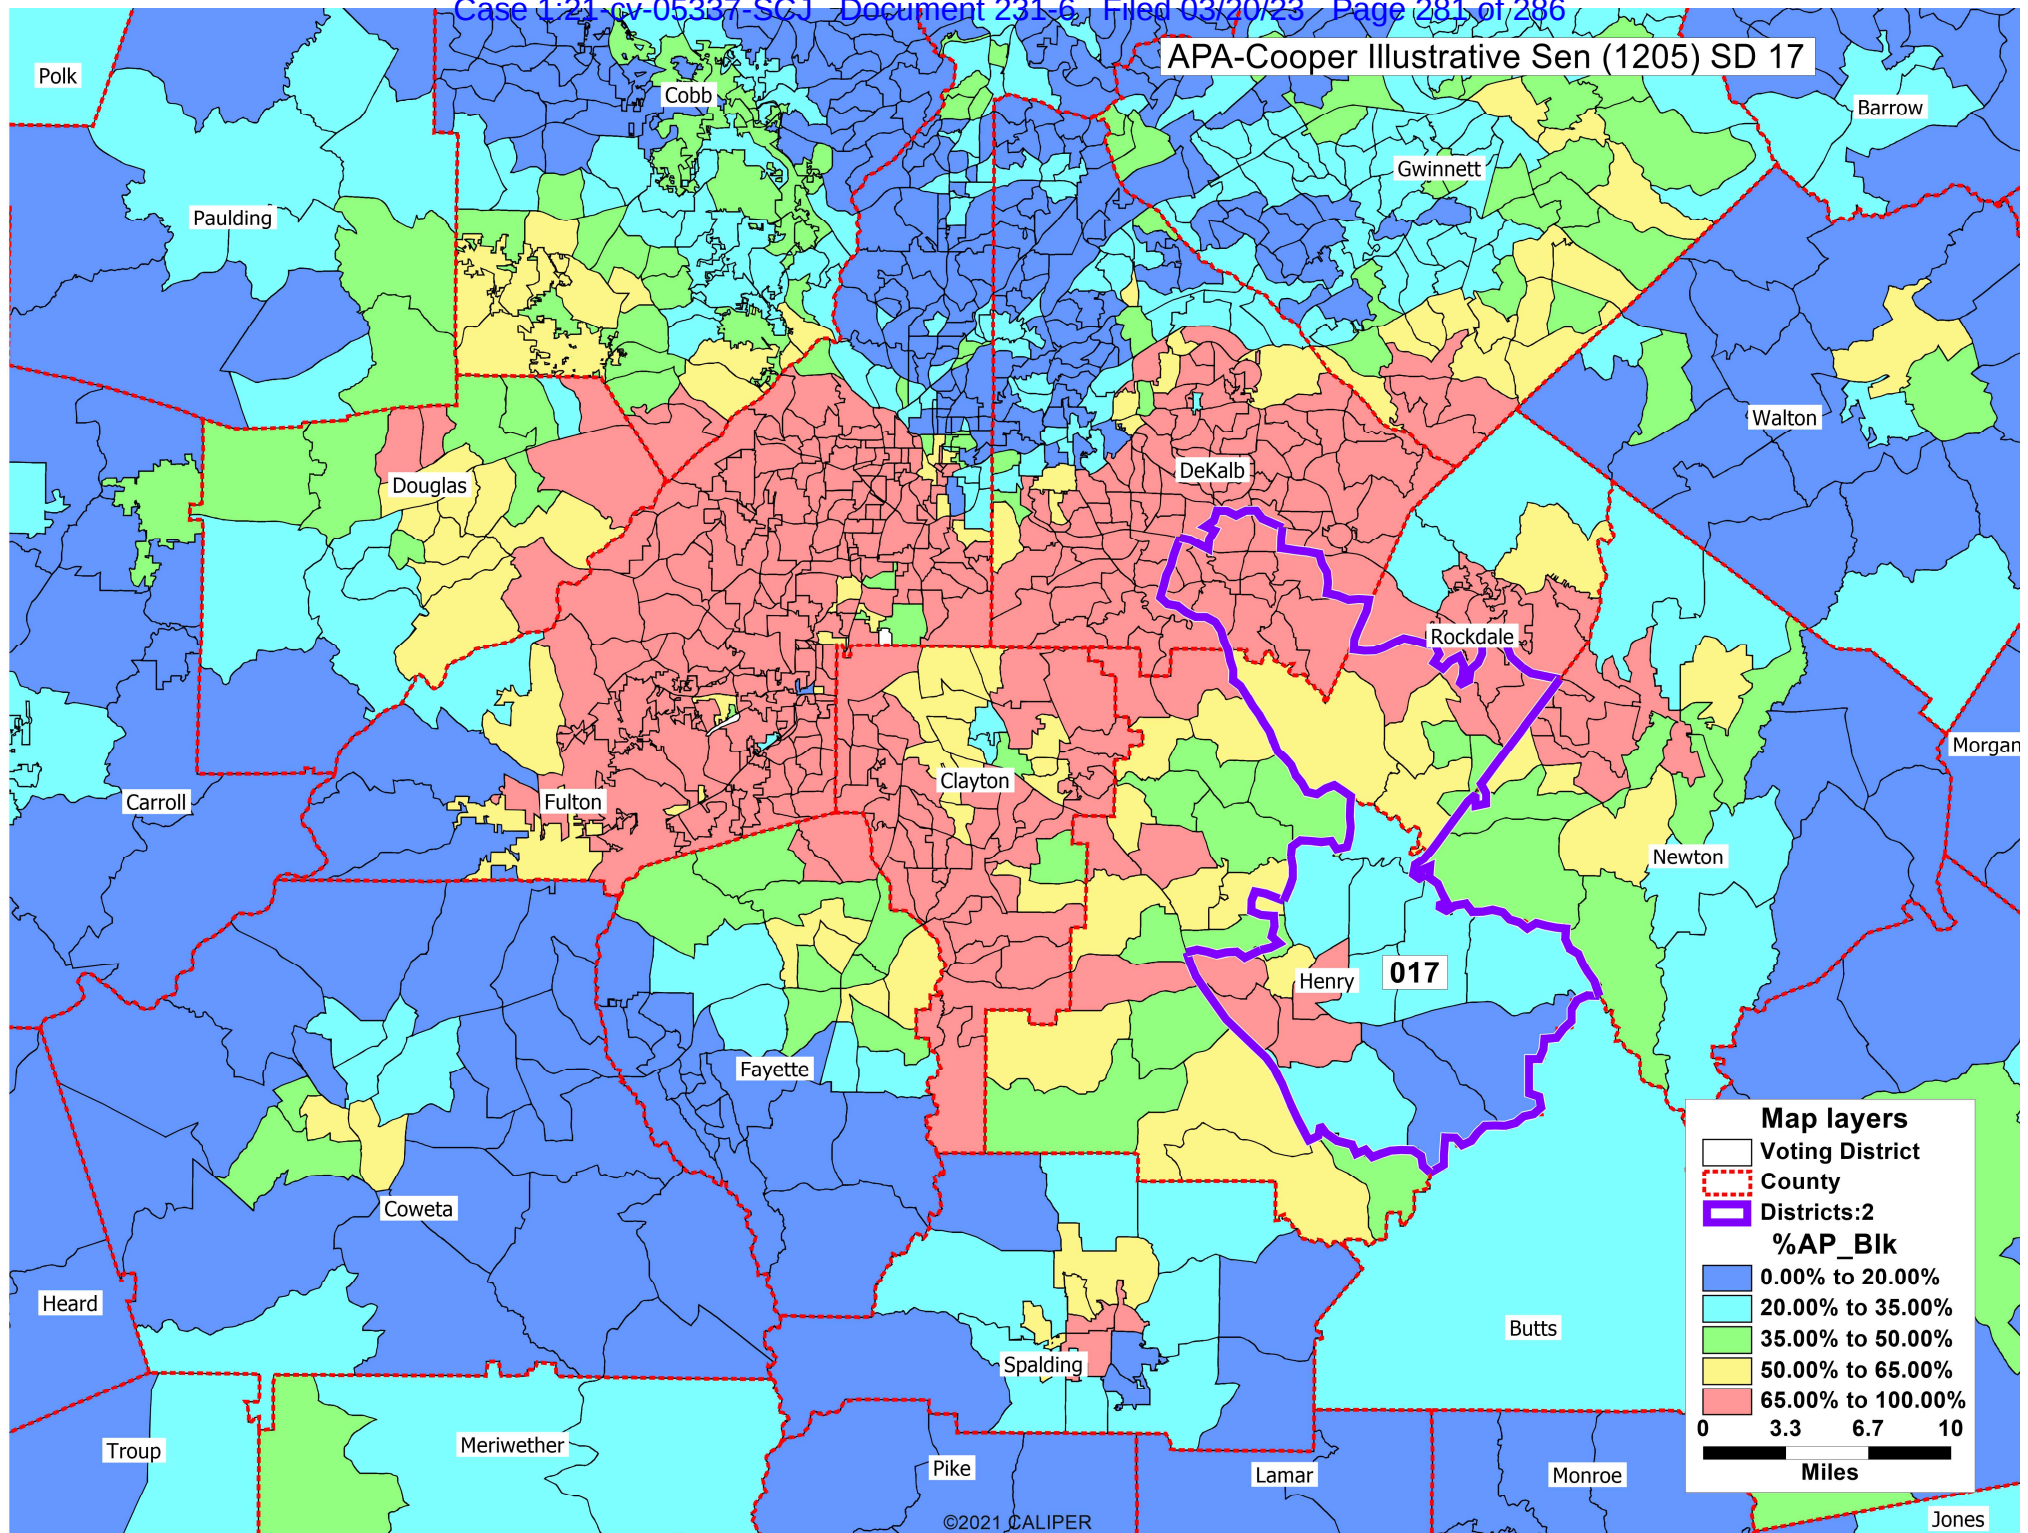 Case 1:21-cv-05337-SCJ Document 231-6 Filed 03/20/23 Page 281 of 286
APA-Cooper Illustrative Sen (1205) SD 17
Polk
Cobb
Barrow
Gwinnett
Paulding
Walton
DeKalb
Douglas
Rockdale
Morgan
Clayton
Carroll
Fulton
Newton
Henry
017
Fayette
Coweta
Heard
Butts
Spalding
Troup
Meriwether
Pike
Lamar
Monroe
Jones
Map layers
Voting District
County
Districts:2
%AP_Blk
0.00% to 20.00%
20.00% to 35.00%
35.00% to 50.00%
50.00% to 65.00%
65.00% to 100.00%
0 3.3 6.7 10
Miles
©2021 CALIPER